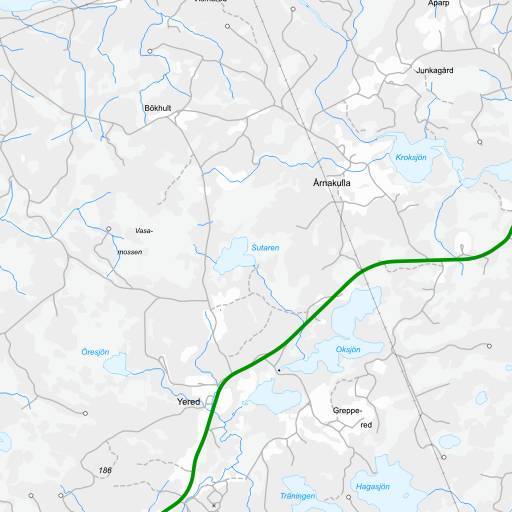 Aparp
Junkagård
Bökhult
Kroksjön
Årnakulla
Vasa-
mossen
Sutaren
Öresjön
Oksjön
Yered
Greppe-
red
186
Hagasjön
Träningen